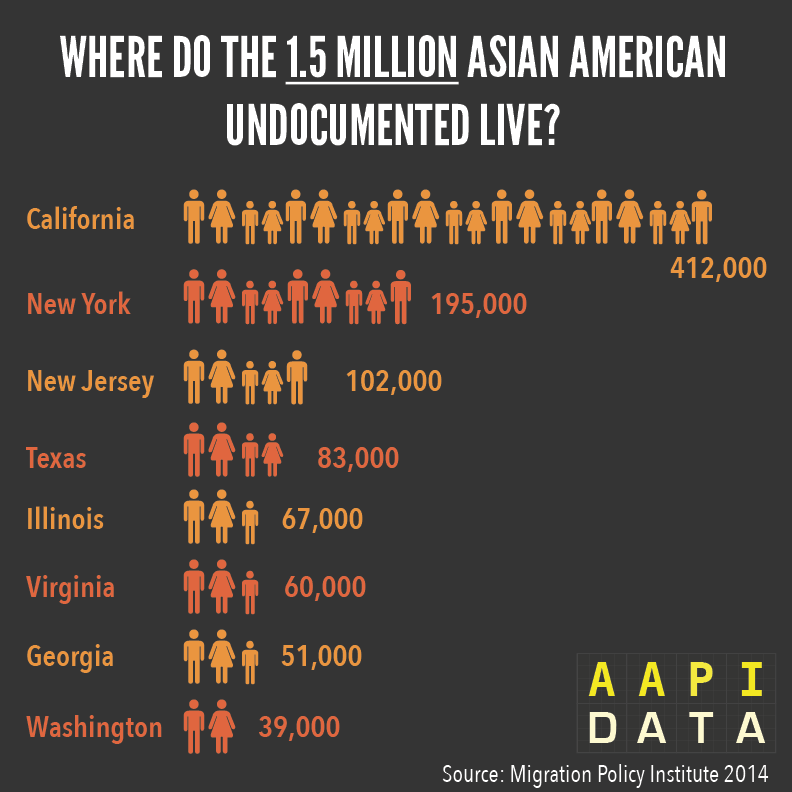 WHERE DO THE 1.5 MILLION ASIAN AMERICAN
UNDOCUMENTED LIVE?
California
412,000
New York 195,000
New Jersey 102,000
Texas 83,000
Illinois 67,000
Virginia 60,000
Georgia 51,000
Washington 39,000
AAPI
DATA
Source: Migration Policy Institute 2014